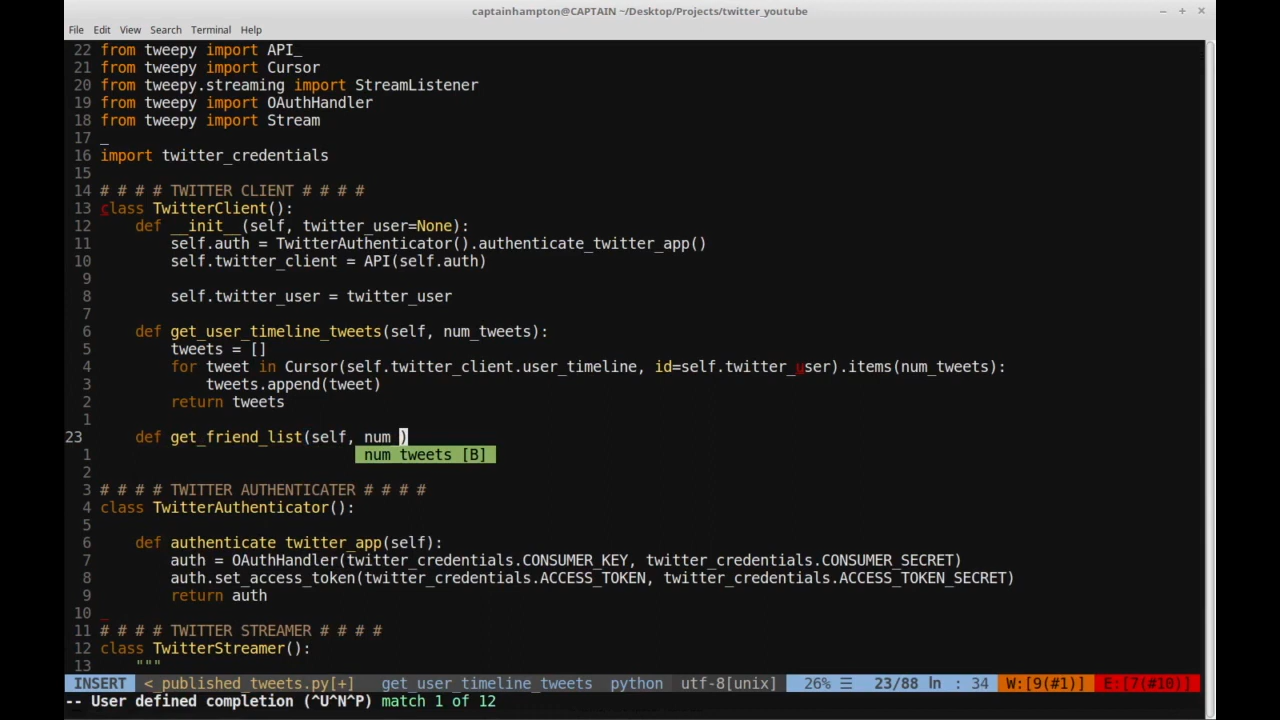 captainhampton@CAPTAIN ~/Desktop/Projects/twitter_youtube
File Edit View Search Terminal Help
22 from tweepy import API_
21 from tweepy import Cursor
20 from tweepy.streaming import StreamListener
19 from tweepy import OAuthHandler
18 from tweepy import Stream
17 _
16 import twitter_credentials
15
14 # # # # TWITTER CLIENT # # # #
13 class TwitterClient():
12     def __init__(self, twitter_user=None):
11         self.auth = TwitterAuthenticator().authenticate_twitter_app()
10         self.twitter_client = API(self.auth)
9
8         self.twitter_user = twitter_user
7
6     def get_user_timeline_tweets(self, num_tweets):
5         tweets = []
4         for tweet in Cursor(self.twitter_client.user_timeline, id=self.twitter_user).items(num_tweets):
3             tweets.append(tweet)
2         return tweets
1
23     def get_friend_list(self, num )
1 num tweets [B]
2
3 # # # # TWITTER AUTHENTICATER # # # #
4 class TwitterAuthenticator():
5
6     def authenticate twitter_app(self):
7         auth = OAuthHandler(twitter_credentials.CONSUMER_KEY, twitter_credentials.CONSUMER_SECRET)
8         auth.set_access_token(twitter_credentials.ACCESS_TOKEN, twitter_credentials.ACCESS_TOKEN_SECRET)
9         return auth
10 _
11 # # # # TWITTER STREAMER # # # #
12 class TwitterStreamer():
13     """
INSERT < published_tweets.py[+] get_user_timeline_tweets python utf-8[unix] 26% ☰ 23/88 ln : 34 W:[9(#1)] E:[7(#10)]
-- User defined completion (^U^N^P) match 1 of 12